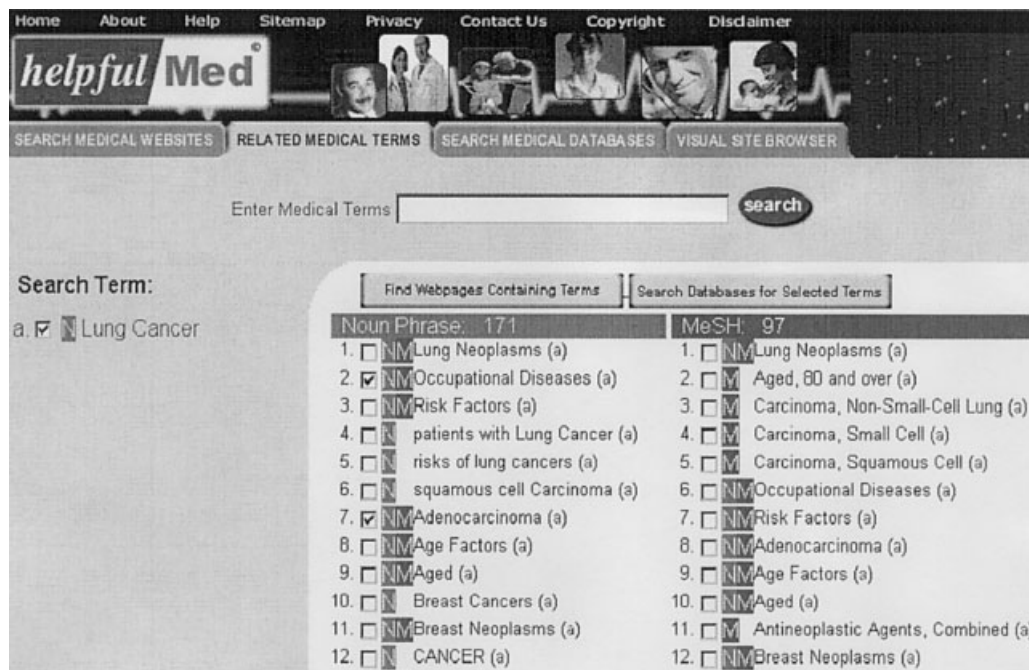 Home About Help Sitemap Privacy Contact Us Copyright Disclaimer
helpful Med©
SEARCH MEDICAL WEBSITES RELATED MEDICAL TERMS SEARCH MEDICAL DATABASES VISUAL SITE BROWSER
Enter Medical Terms search
Search Term:
a. N Lung Cancer
Find Webpages Containing Terms Search Databases for Selected Terms
Noun Phrase: 171
1. NM Lung Neoplasms (a)
2. NM Occupational Diseases (a)
3. NM Risk Factors (a)
4. N patients with Lung Cancer (a)
5. N risks of lung cancers (a)
6. N squamous cell Carcinoma (a)
7. NM Adenocarcinoma (a)
8. NM Age Factors (a)
9. NM Aged (a)
10. N Breast Cancers (a)
11. NM Breast Neoplasms (a)
12. N CANCER (a)
MeSH: 97
1. NM Lung Neoplasms (a)
2. M Aged, 80 and over (a)
3. M Carcinoma, Non-Small-Cell Lung (a)
4. M Carcinoma, Small Cell (a)
5. M Carcinoma, Squamous Cell (a)
6. NM Occupational Diseases (a)
7. NM Risk Factors (a)
8. NM Adenocarcinoma (a)
9. NM Age Factors (a)
10. NM Aged (a)
11. M Antineoplastic Agents, Combined (a
12. NM Breast Neoplasms (a)